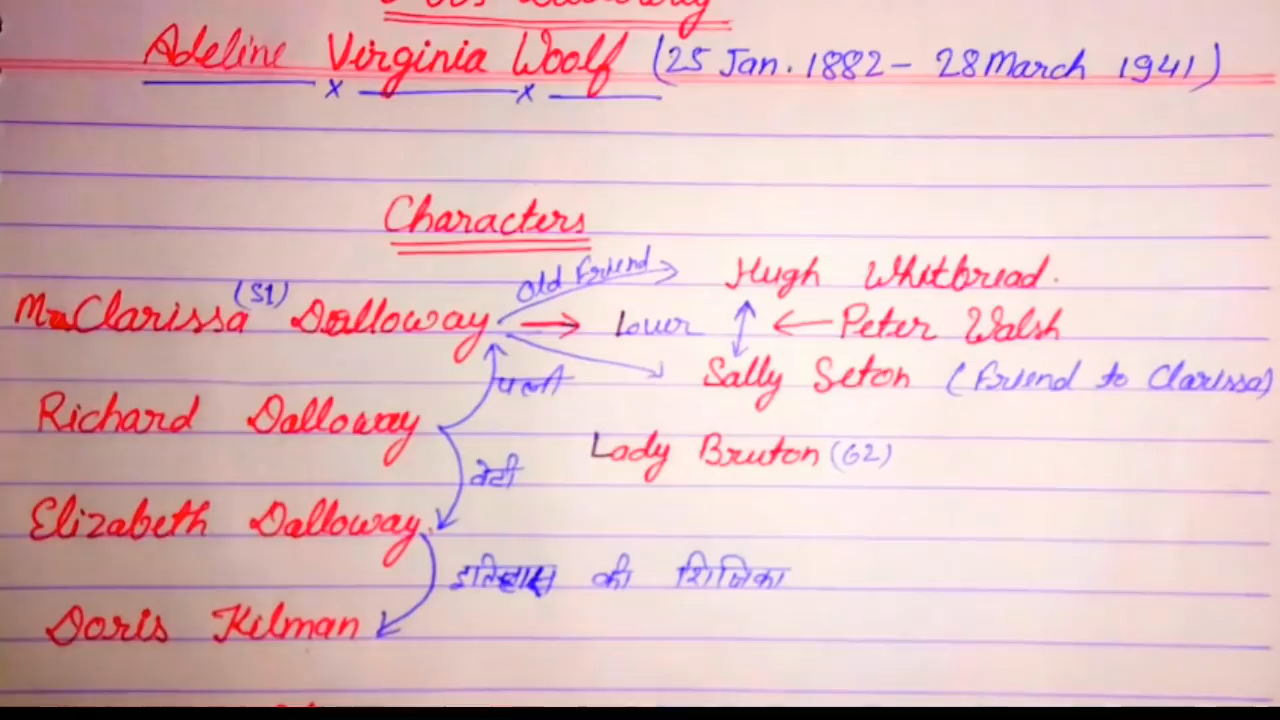 Adeline Virginia Woolf (25 Jan. 1882 - 28 March 1941)
Characters
Old Friend Hugh Whitbread.
Clarissa (51) Dalloway → Lover ← Peter Walsh
पत्नी Sally Seton (Friend to Clarissa)
Richard Dalloway
Lady Bruton (62)
बेटी
Elizabeth Dalloway
इतिहास की शिक्षिका
Doris Kilman